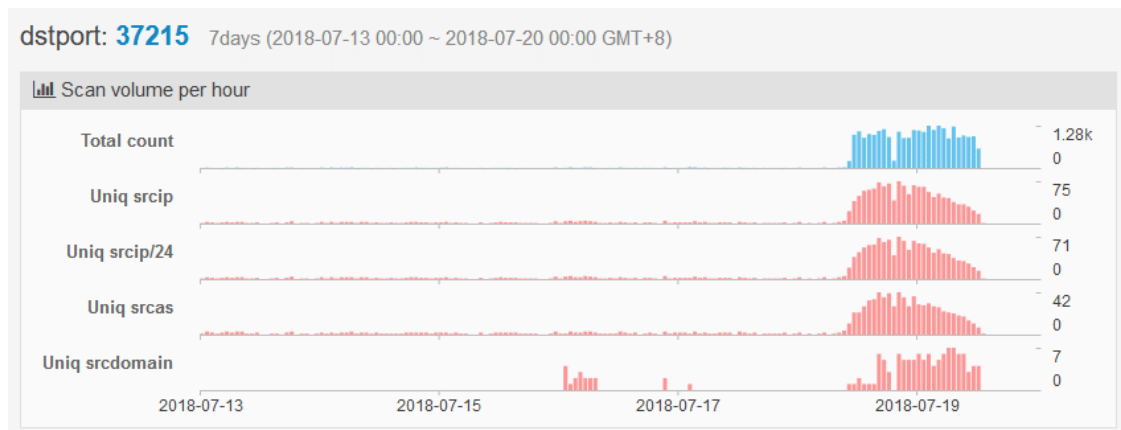 dstport: 37215 7days (2018-07-13 00:00 ~ 2018-07-20 00:00 GMT+8)
Scan volume per hour
Total count 1.28k
0
Uniq srcip 75
0
Uniq srcip/24 71
0
Uniq srcas 42
0
Uniq srcdomain 7
0
2018-07-13 2018-07-15 2018-07-17 2018-07-19